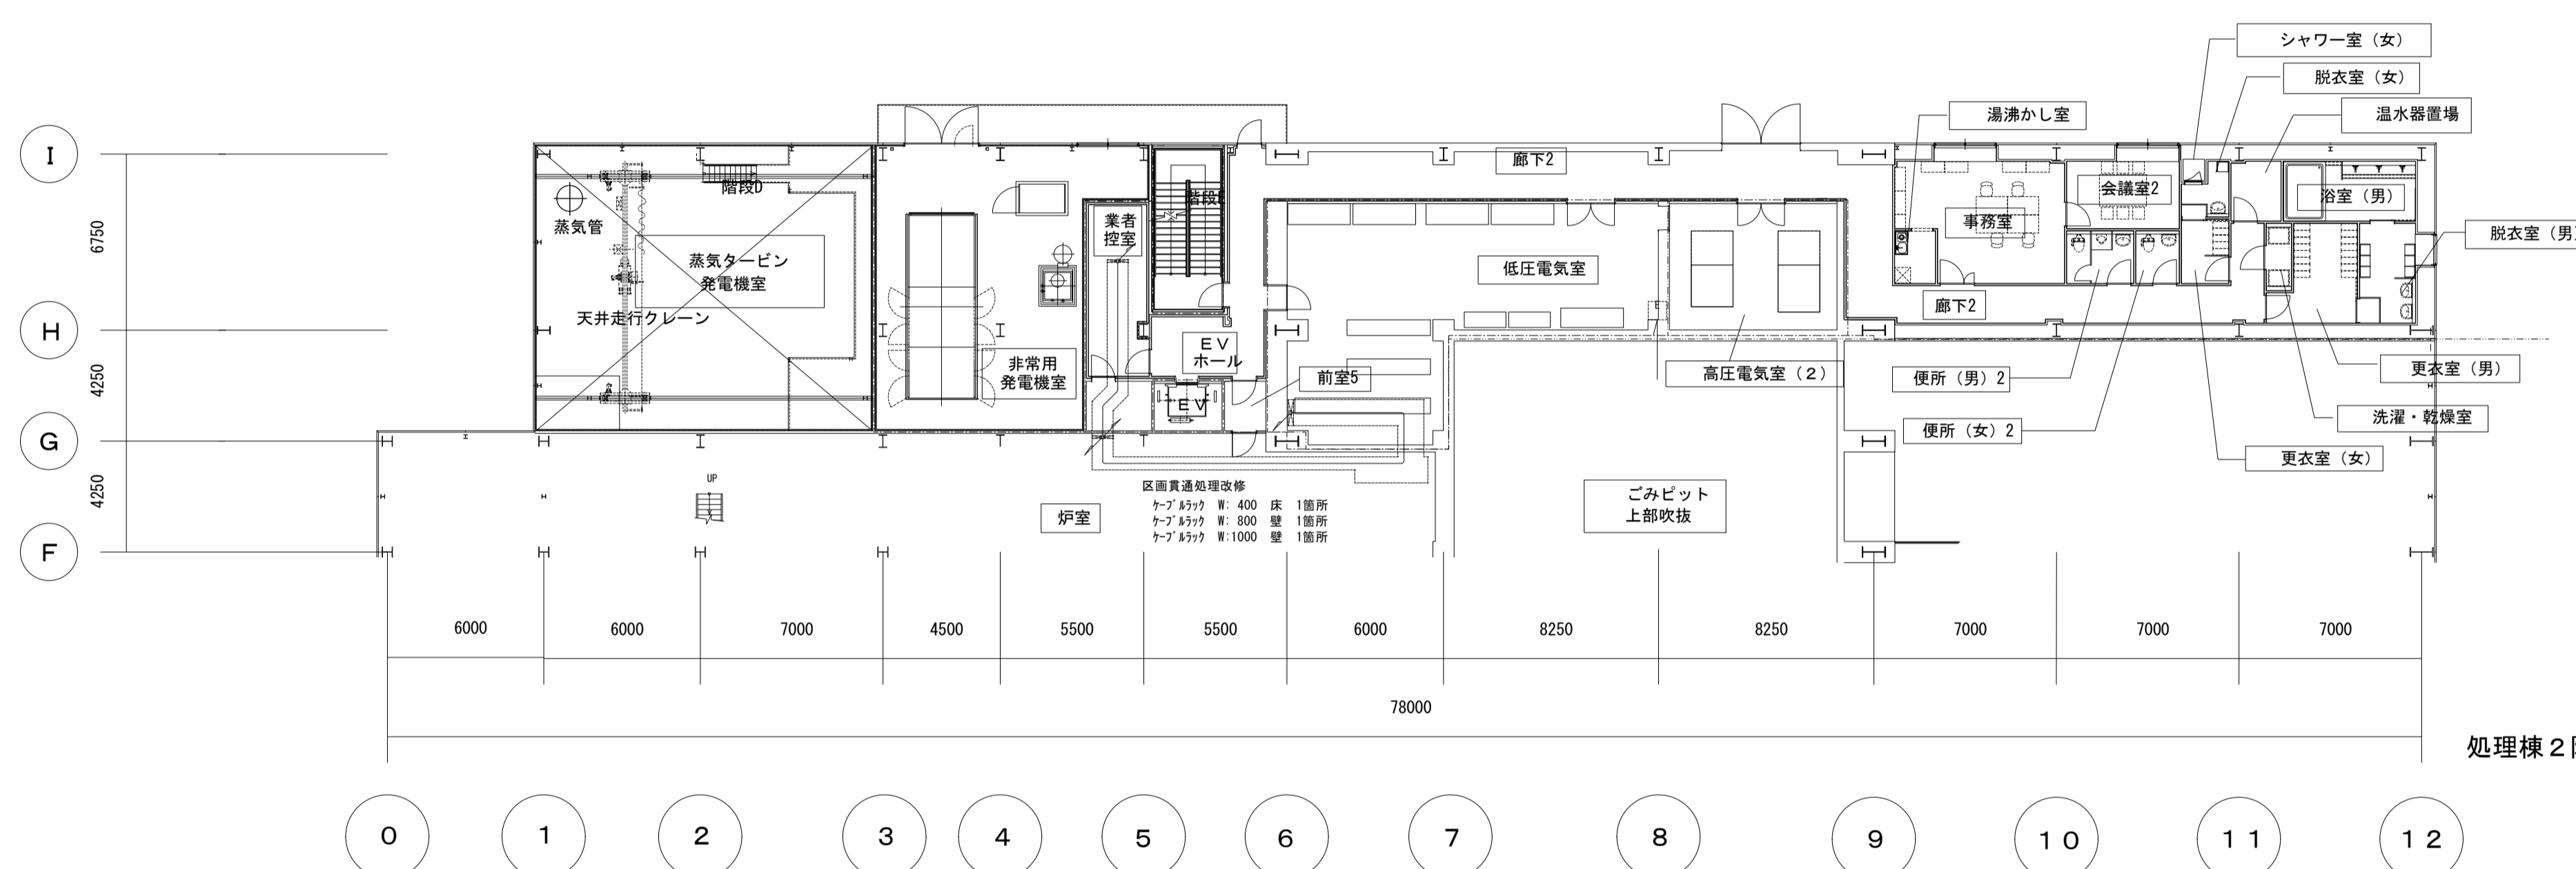 シャワー室（女）
脱衣室（女）
湯沸かし室
温水器置場
I
廊下2
階段D
会議室2
階段
浴室（男）
蒸気管
業者
控室
事務室
6750
脱衣室（男
蒸気タービン
発電機室
低圧電気室
天井走行クレーン
廊下2
H
ＥＶ
ホール
非常用
発電機室
前室5
高圧電気室（２）
便所（男）2
更衣室（男）
4250
ＥＶ
洗濯・乾燥室
便所（女）2
G
更衣室（女）
4250
UP
区画貫通処理改修
ｹｰﾌﾞﾙﾗｯｸ W: 400 床 1箇所
ｹｰﾌﾞﾙﾗｯｸ W: 800 壁 1箇所
ｹｰﾌﾞﾙﾗｯｸ W:1000 壁 1箇所
炉室
ごみピット
上部吹抜
F
6000 6000 7000 4500 5500 5500 6000 8250 8250 7000 7000 7000
78000
処理棟２
0 1 2 3 4 5 6 7 8 9 10 11 12